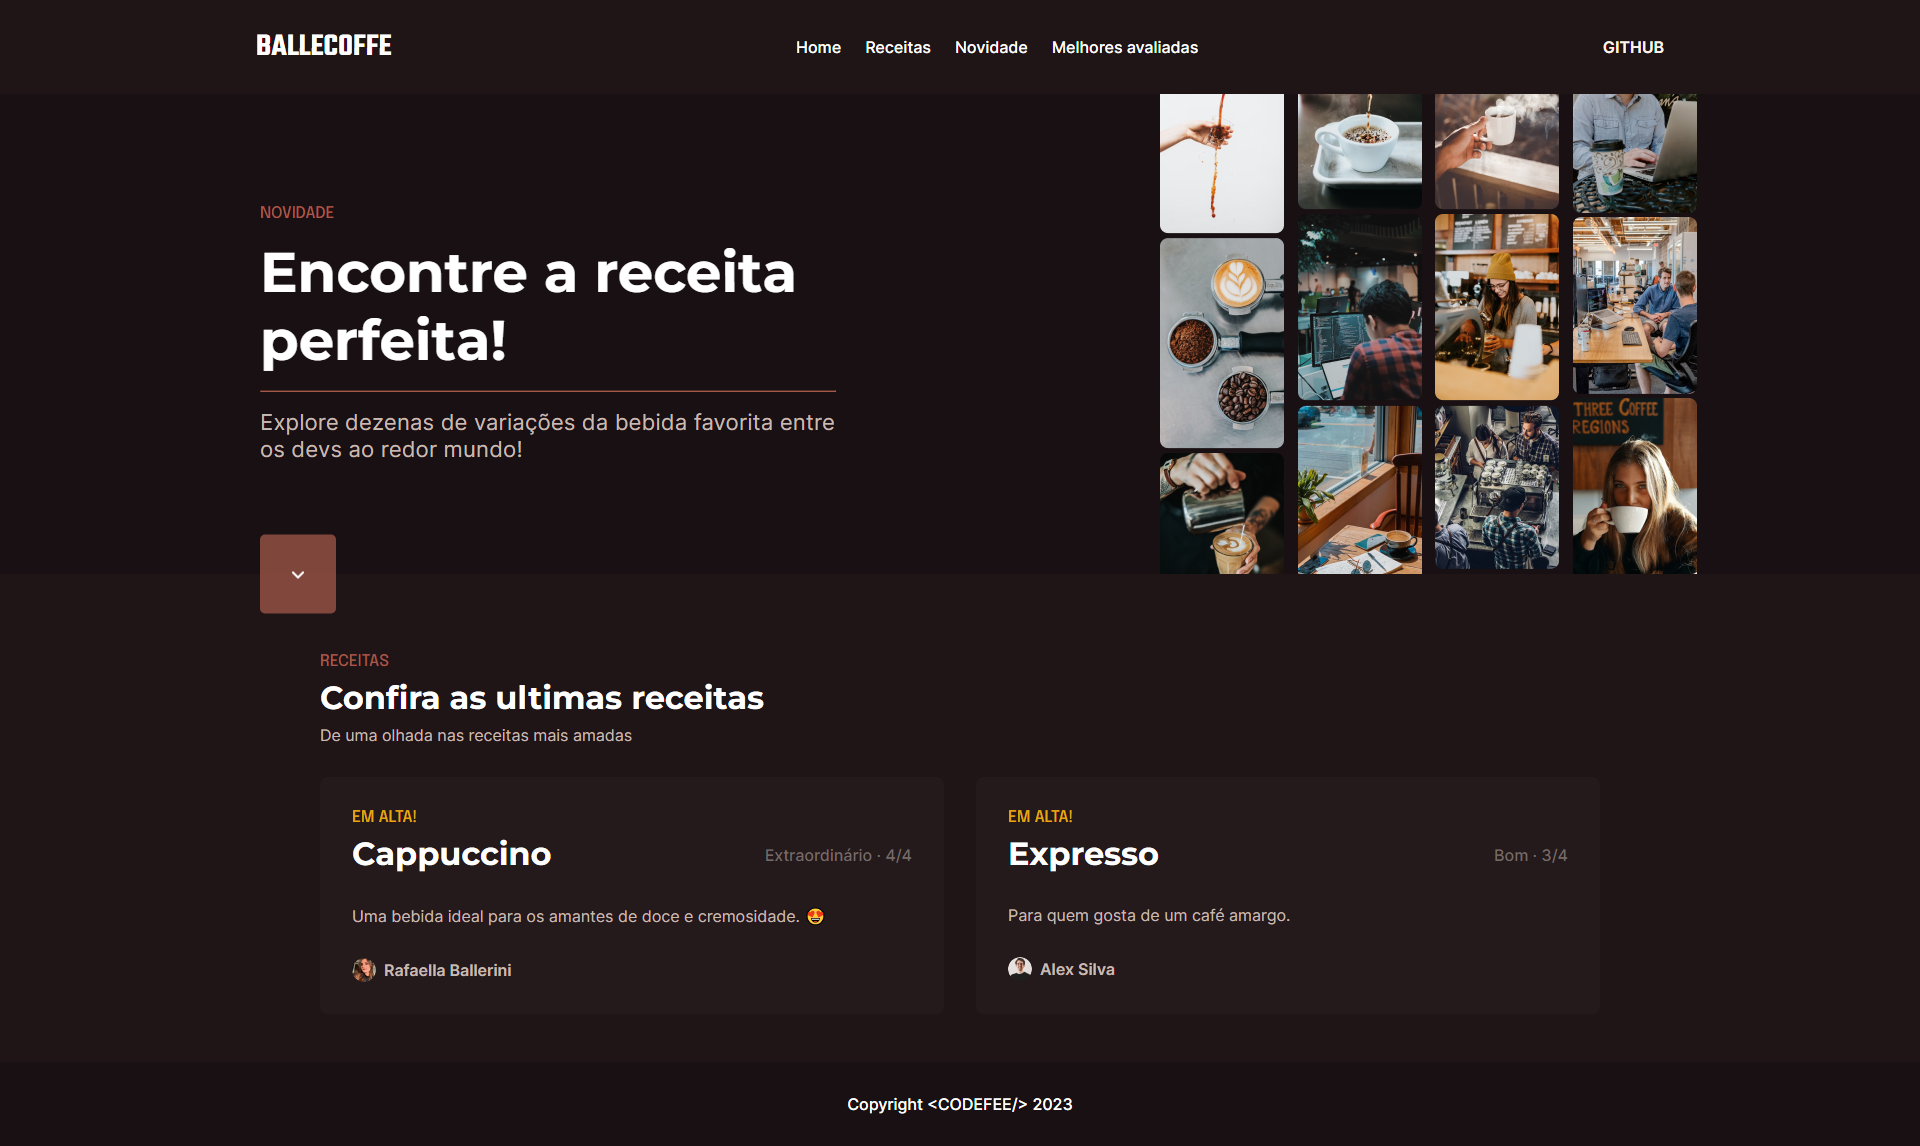 BALLECOFFE
Home Receitas Novidade Melhores avaliadas
GITHUB
NOVIDADE
Encontre a receita
perfeita!
Explore dezenas de variações da bebida favorita entre
os devs ao redor mundo!
THREE COFFEE
REGIONS
RECEITAS
Confira as ultimas receitas
De uma olhada nas receitas mais amadas
EM ALTA!
Cappuccino
Extraordinário · 4/4
Uma bebida ideal para os amantes de doce e cremosidade. 😍
Rafaella Ballerini
EM ALTA!
Expresso
Bom · 3/4
Para quem gosta de um café amargo.
Alex Silva
Copyright <CODEFEE/> 2023